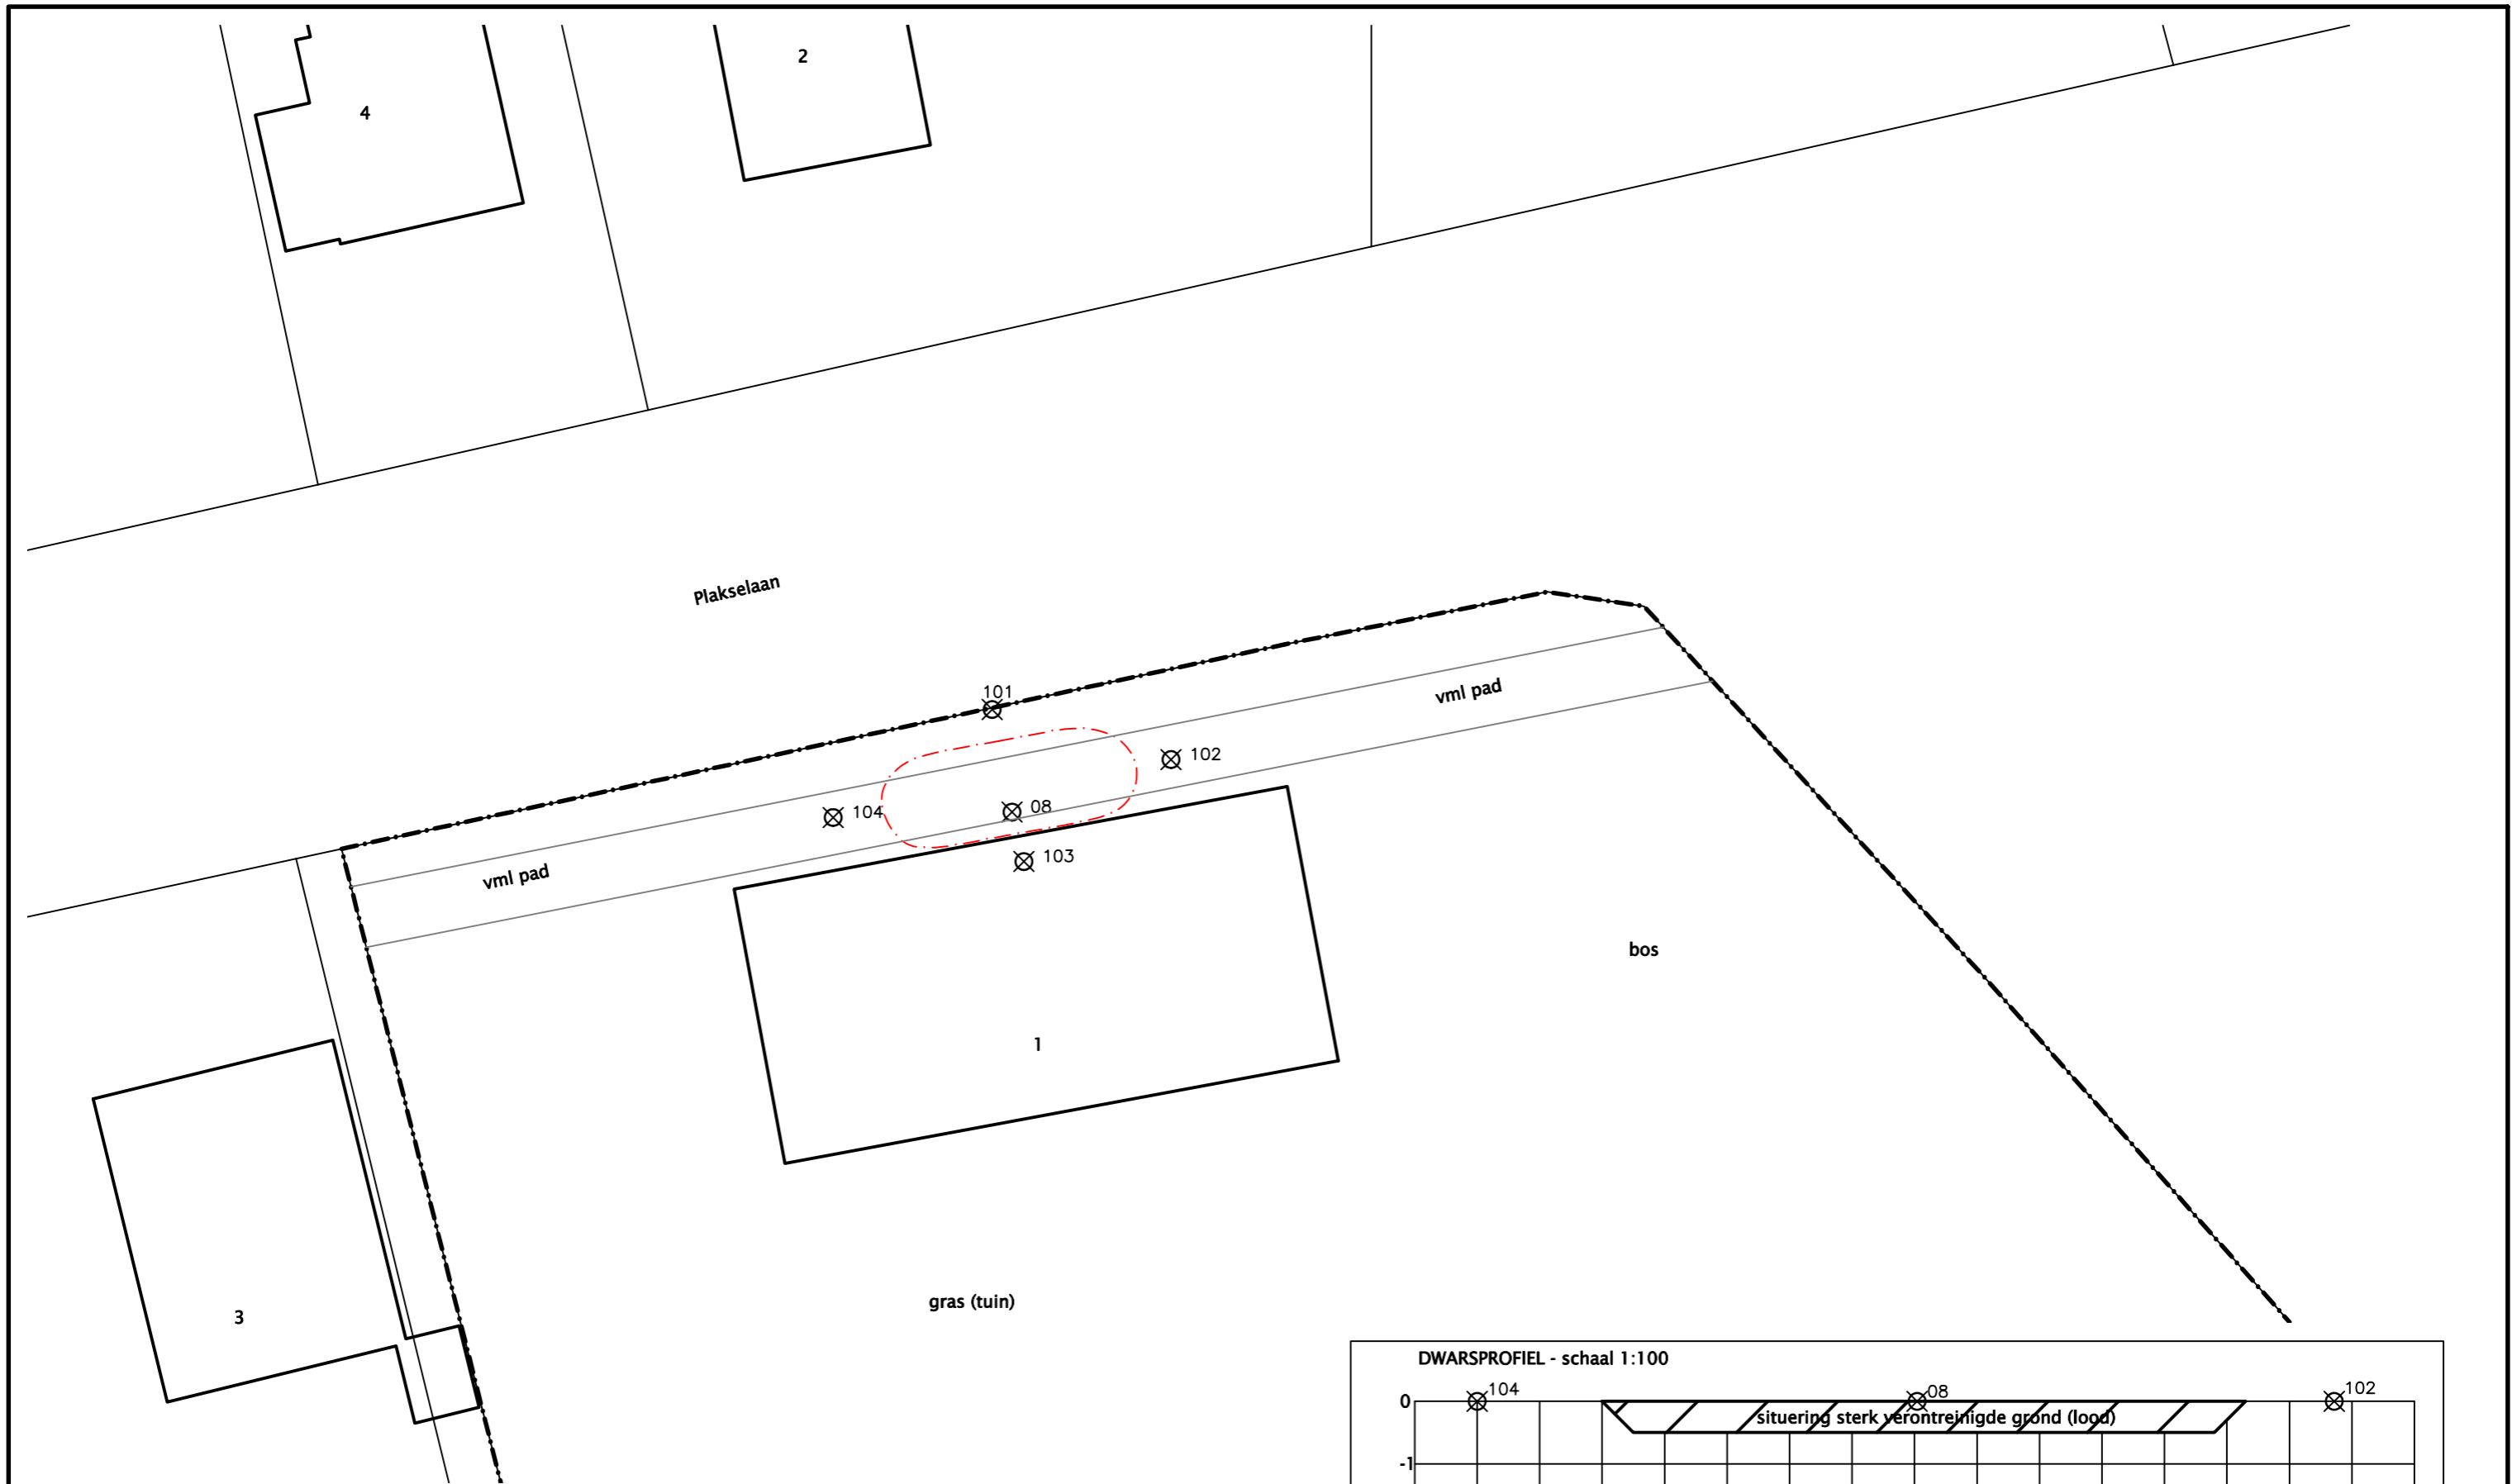 2
4
Plakselaan
101
vml pad
102
104
08
103
vml pad
bos
1
gras (tuin)
3
DWARSPROFIEL - schaal 1:100
0
104
08
102
situering sterk verontreinigde grond (lood)
-1